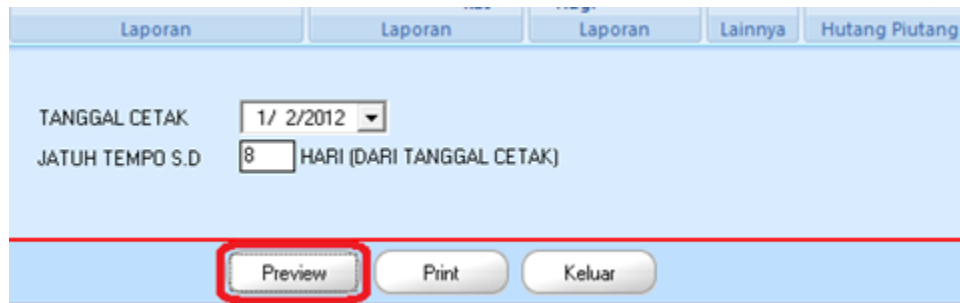 Laporan Laporan Laporan Lainnya Hutang Piutang
TANGGAL CETAK 1/ 2/2012
JATUH TEMPO S.D 8 HARI (DARI TANGGAL CETAK)
Preview Print Keluar